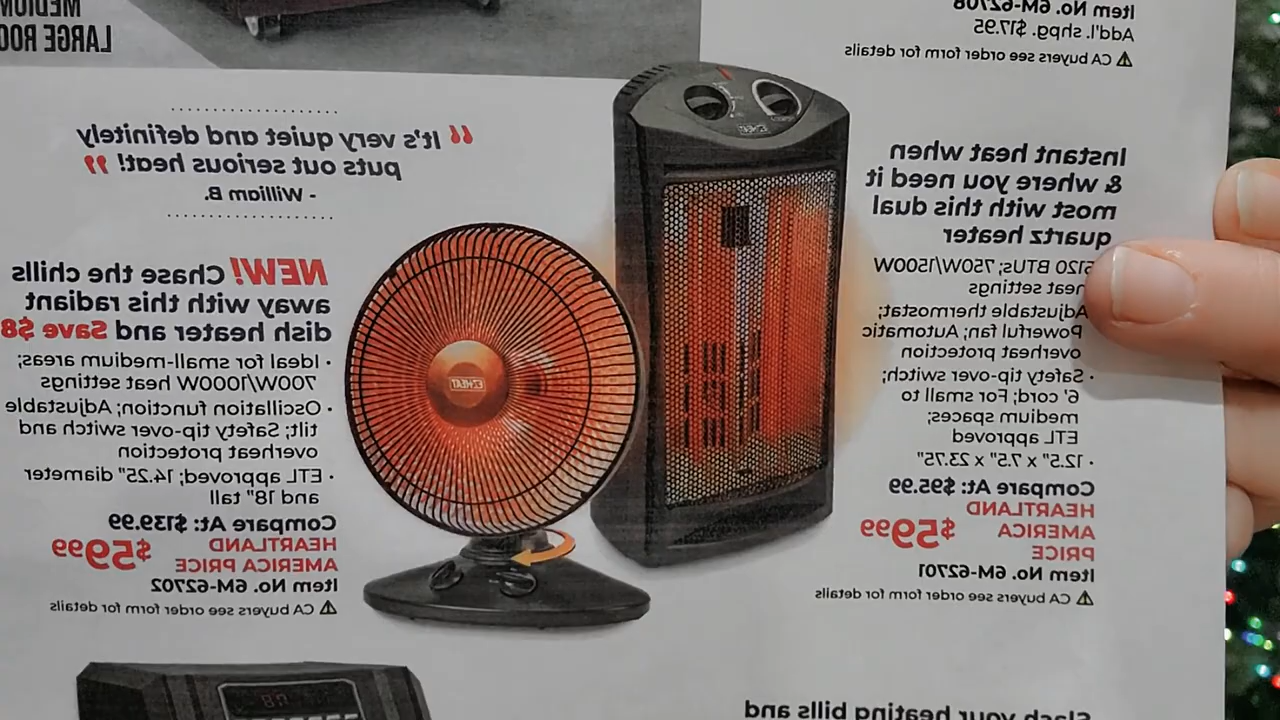 MEDIUM
LARGE ROO
Item No. 6M-62708
Add'l. shpg. $17.95
⚠ CA buyers see order form for details
“It's very quiet and definitely
puts out serious heat!”
- William B.
NEW! Chase the chills
away with this radiant
dish heater and Save $8
• Ideal for small-medium areas;
700W/1000W heat settings
• Oscillation function; Adjustable
tilt; Safety tip-over switch and
overheat protection
• ETL approved; 14.25" diameter
and 18" tall
Compare At: $139.99
HEARTLAND
AMERICA PRICE $59.99
Item No. 6M-62702
⚠ CA buyers see order form for details
EZ HEAT
EZ HEAT
Instant heat when
& where you need it
most with this dual
quartz heater
5120 BTUs; 750W/1500W
heat settings
Adjustable thermostat;
Powerful fan; Automatic
overheat protection
• Safety tip-over switch;
6' cord; For small to
medium spaces;
ETL approved
• 12.5" x 7.5" x 23.75"
Compare At: $95.99
HEARTLAND
AMERICA
PRICE
$59.99
Item No. 6M-62701
⚠ CA buyers see order form for details
Slash your heating bills and